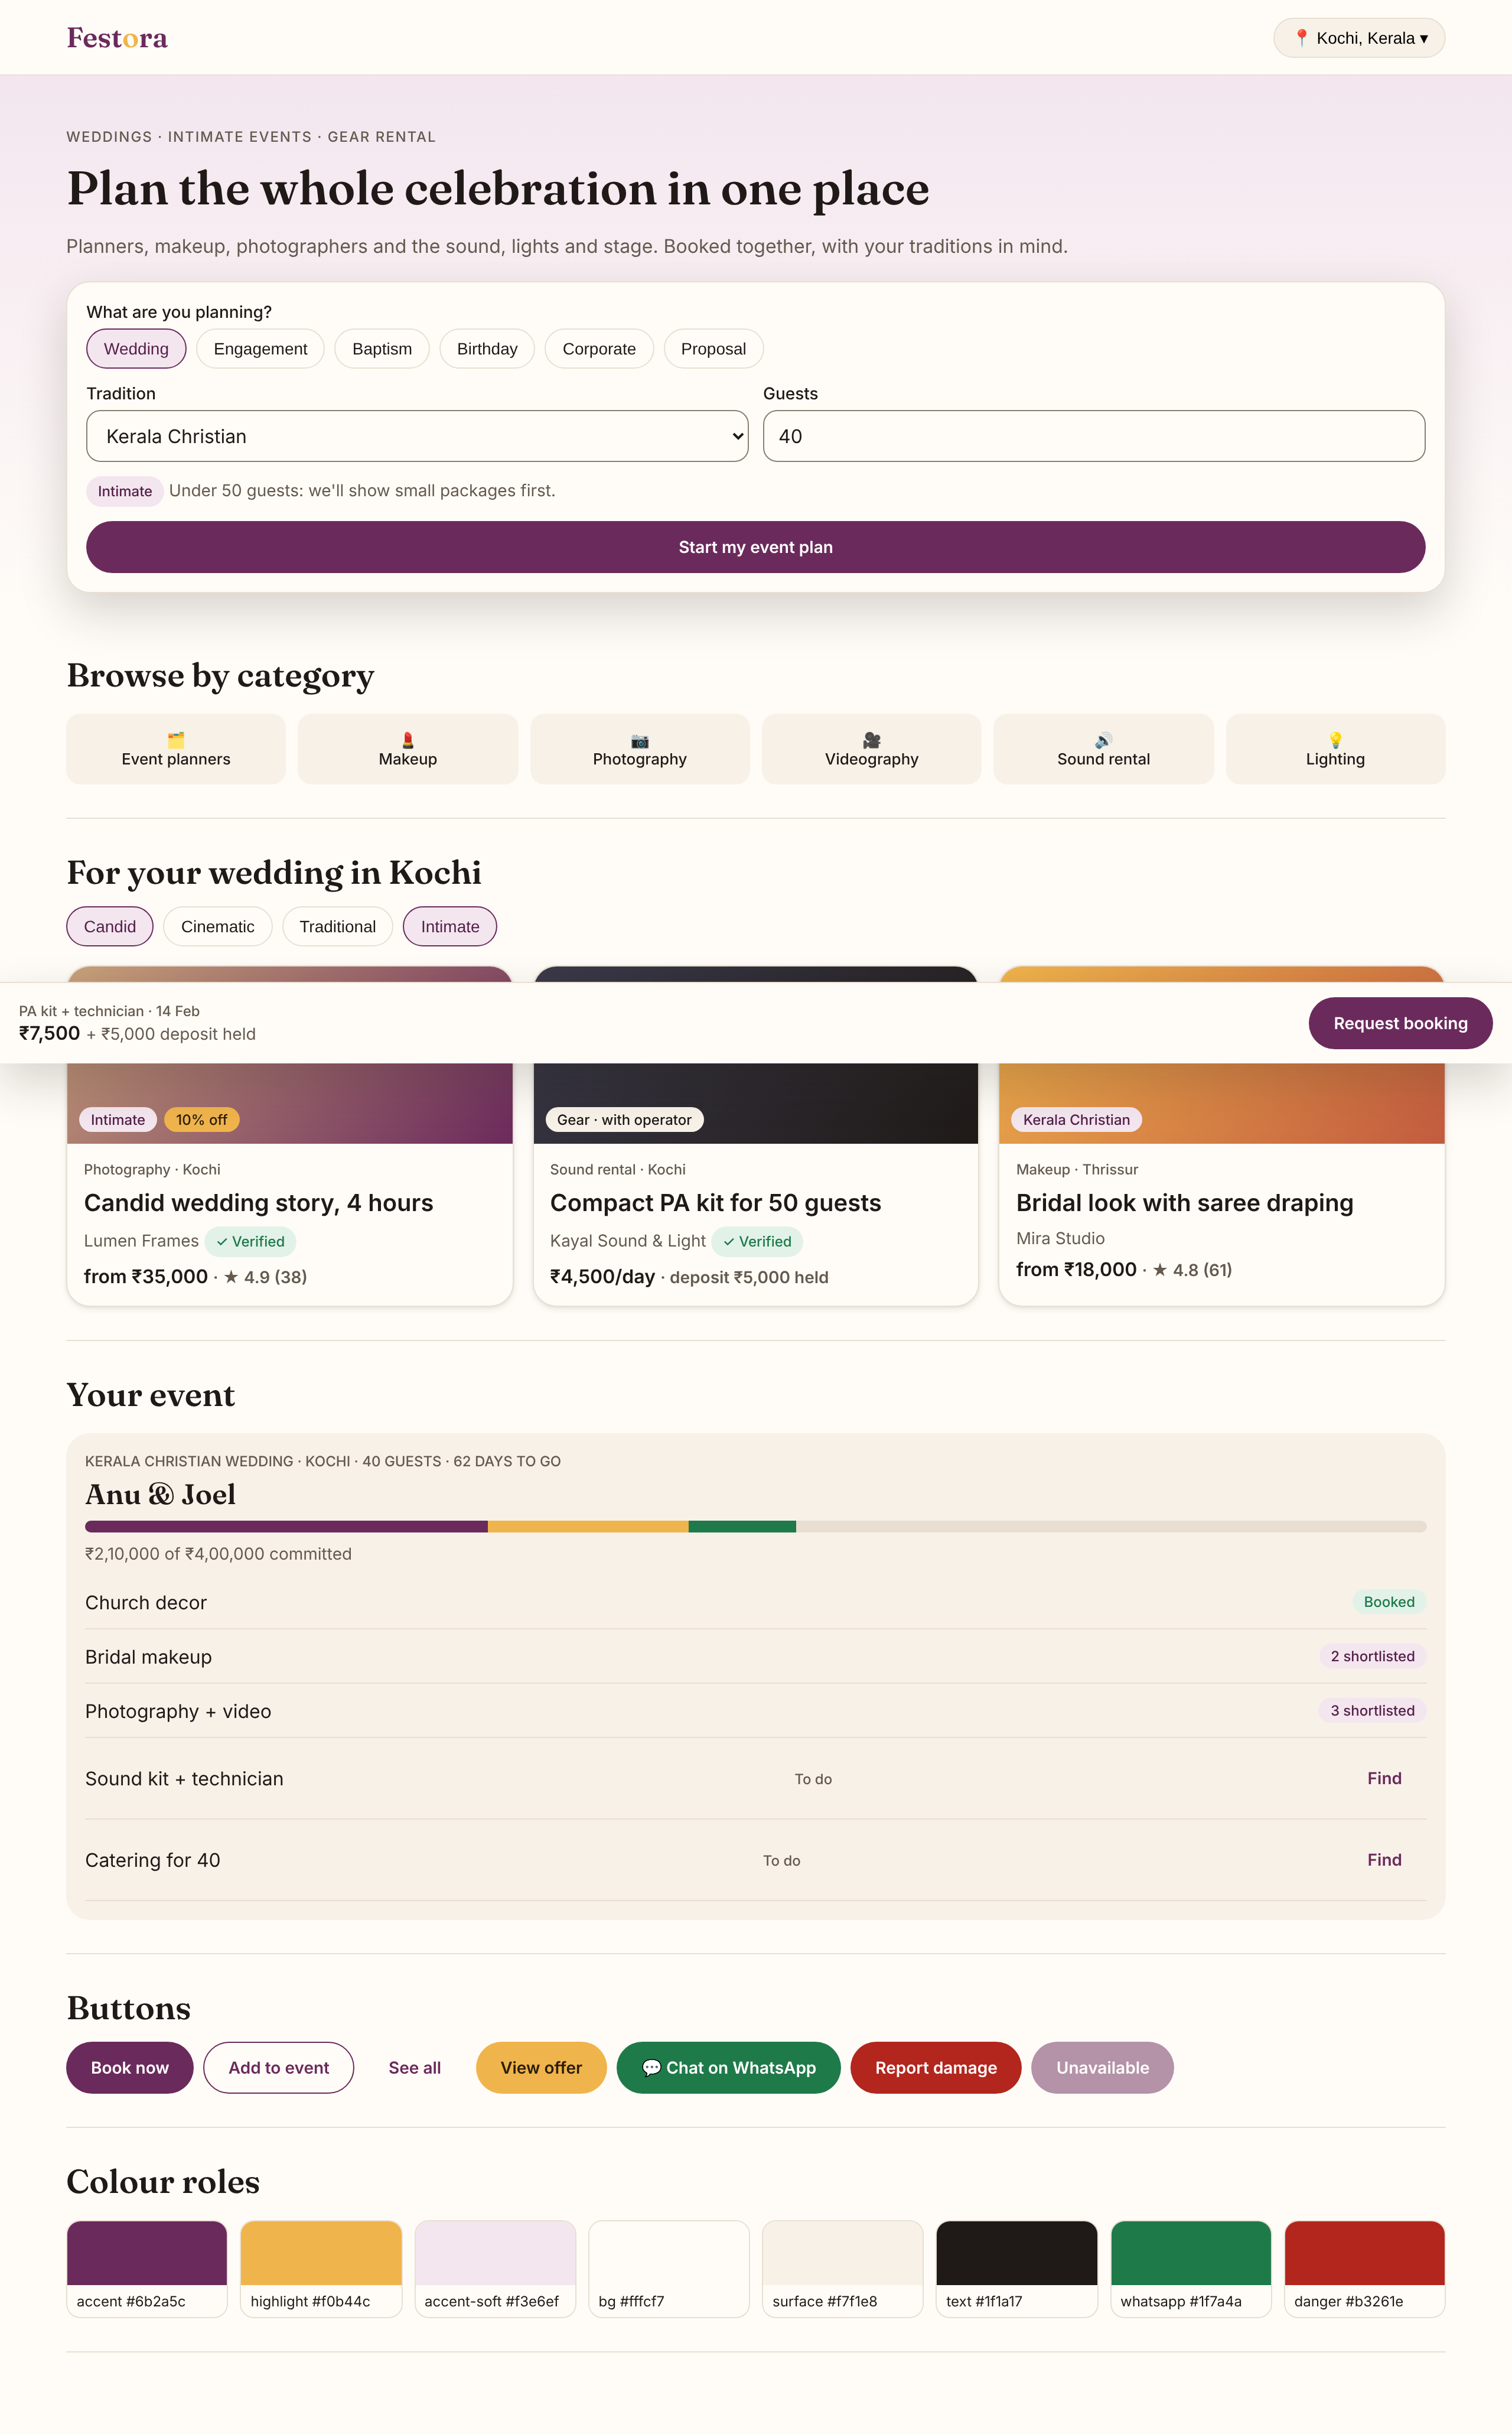 Festora
📍 Kochi, Kerala ▾
WEDDINGS · INTIMATE EVENTS · GEAR RENTAL
Plan the whole celebration in one place
Planners, makeup, photographers and the sound, lights and stage. Booked together, with your traditions in mind.
What are you planning?
Wedding Engagement Baptism Birthday Corporate Proposal
Tradition Guests
Kerala Christian 40
Intimate Under 50 guests: we'll show small packages first.
Start my event plan
Browse by category
Event planners Makeup Photography Videography Sound rental Lighting
For your wedding in Kochi
Candid Cinematic Traditional Intimate
PA kit + technician · 14 Feb
₹7,500 + ₹5,000 deposit held
Request booking
Intimate 10% off
Photography · Kochi
Candid wedding story, 4 hours
Lumen Frames ✓ Verified
from ₹35,000 · ★ 4.9 (38)
Gear · with operator
Sound rental · Kochi
Compact PA kit for 50 guests
Kayal Sound & Light ✓ Verified
₹4,500/day · deposit ₹5,000 held
Kerala Christian
Makeup · Thrissur
Bridal look with saree draping
Mira Studio
from ₹18,000 · ★ 4.8 (61)
Your event
KERALA CHRISTIAN WEDDING · KOCHI · 40 GUESTS · 62 DAYS TO GO
Anu & Joel
₹2,10,000 of ₹4,00,000 committed
Church decor Booked
Bridal makeup 2 shortlisted
Photography + video 3 shortlisted
Sound kit + technician To do Find
Catering for 40 To do Find
Buttons
Book now Add to event See all View offer 💬 Chat on WhatsApp Report damage Unavailable
Colour roles
accent #6b2a5c highlight #f0b44c accent-soft #f3e6ef bg #fffcf7 surface #f7f1e8 text #1f1a17 whatsapp #1f7a4a danger #b3261e